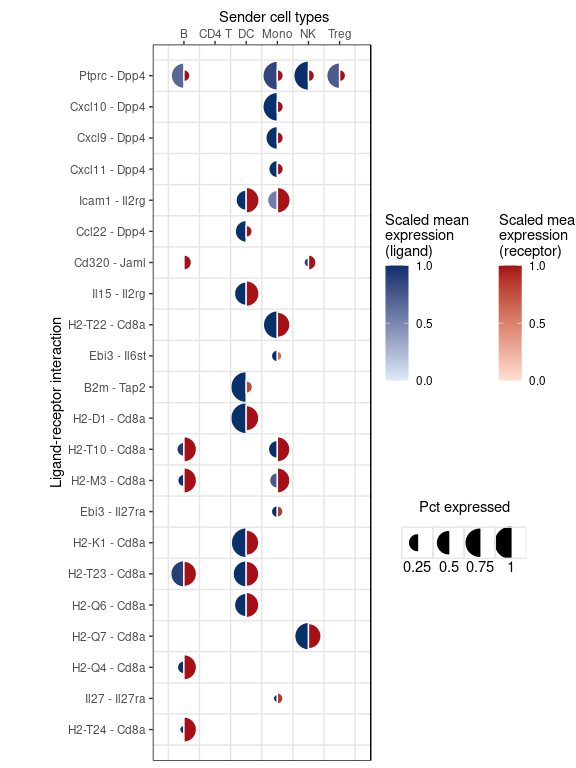 Sender cell types
B CD4 T DC Mono NK Treg
Ligand-receptor interaction
Ptprc - Dpp4
Cxcl10 - Dpp4
Cxcl9 - Dpp4
Cxcl11 - Dpp4
Icam1 - Il2rg
Ccl22 - Dpp4
Cd320 - Jaml
Il15 - Il2rg
H2-T22 - Cd8a
Ebi3 - Il6st
B2m - Tap2
H2-D1 - Cd8a
H2-T10 - Cd8a
H2-M3 - Cd8a
Ebi3 - Il27ra
H2-K1 - Cd8a
H2-T23 - Cd8a
H2-Q6 - Cd8a
H2-Q7 - Cd8a
H2-Q4 - Cd8a
Il27 - Il27ra
H2-T24 - Cd8a
Scaled mean
expression
(ligand)
1.0
0.5
0.0
Scaled mea
expression
(receptor)
1.0
0.5
0.0
Pct expressed
0.25 0.5 0.75 1